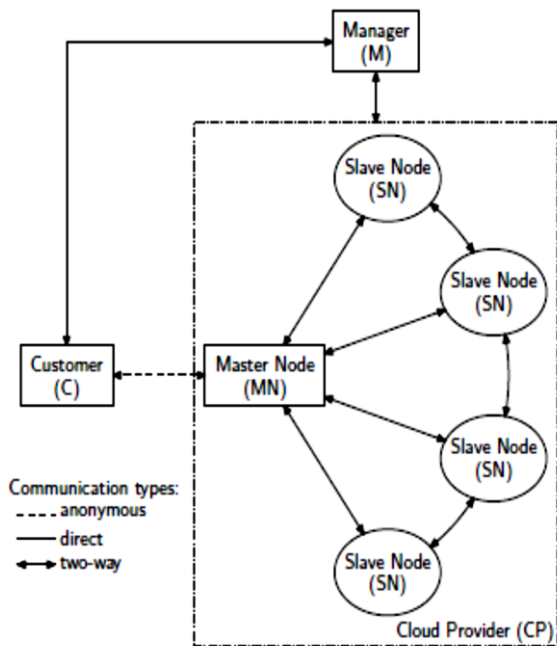 Manager
(M)
Slave Node
(SN)
Slave Node
(SN)
Customer
(C)
Master Node
(MN)
Slave Node
(SN)
Communication types:
anonymous
direct
two-way
Slave Node
(SN)
Cloud Provider (CP)